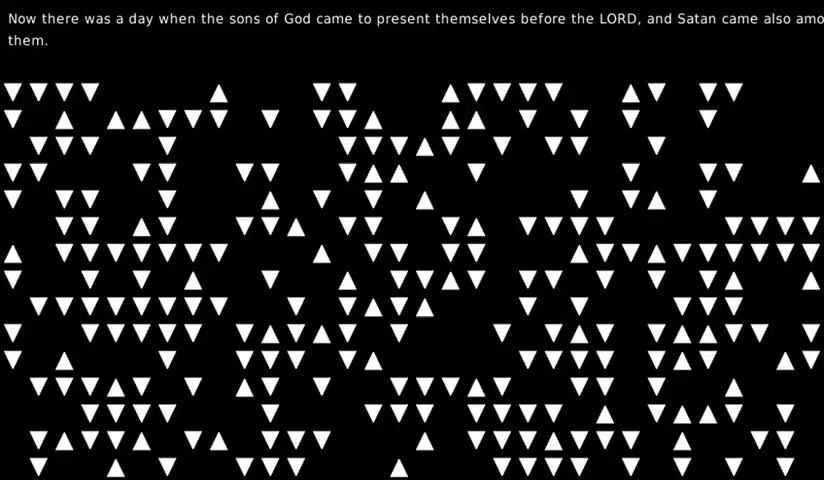 Now there was a day when the sons of God came to present themselves before the LORD, and Satan came also amo
them.